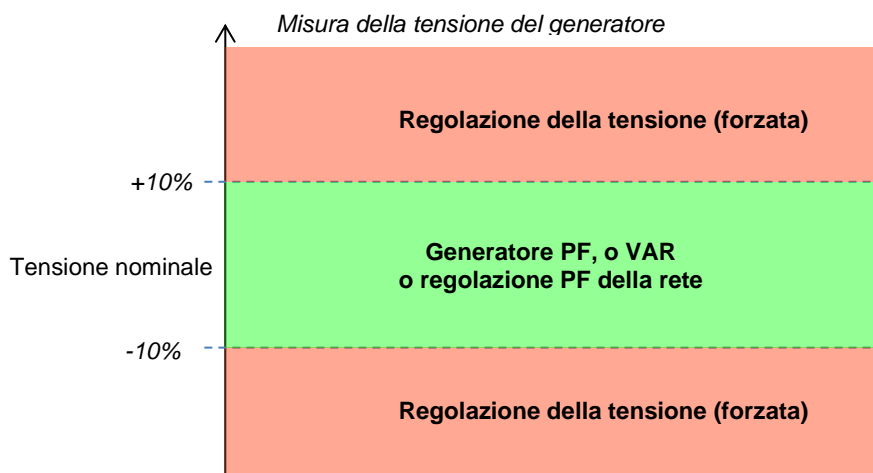 Misura della tensione del generatore
Regolazione della tensione (forzata)
+10%
Generatore PF, o VAR
o regolazione PF della rete
Tensione nominale
-10%
Regolazione della tensione (forzata)